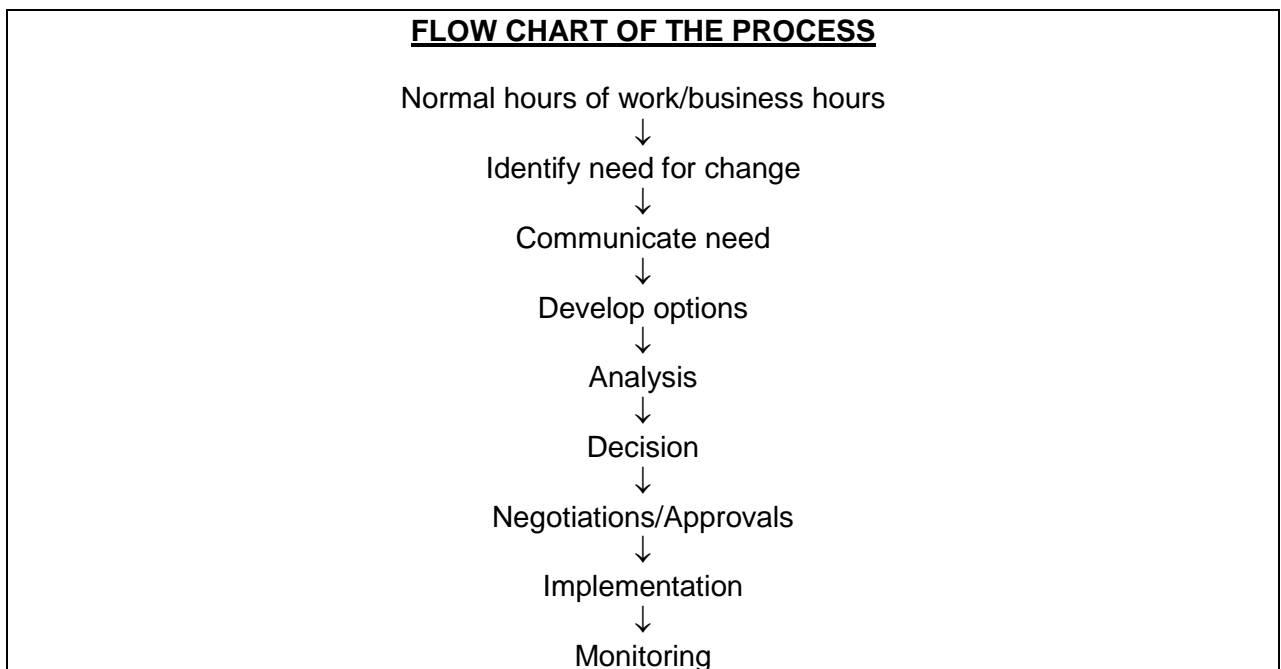 FLOW CHART OF THE PROCESS
Normal hours of work/business hours
↓
Identify need for change
↓
Communicate need
↓
Develop options
↓
Analysis
↓
Decision
↓
Negotiations/Approvals
↓
Implementation
↓
Monitoring